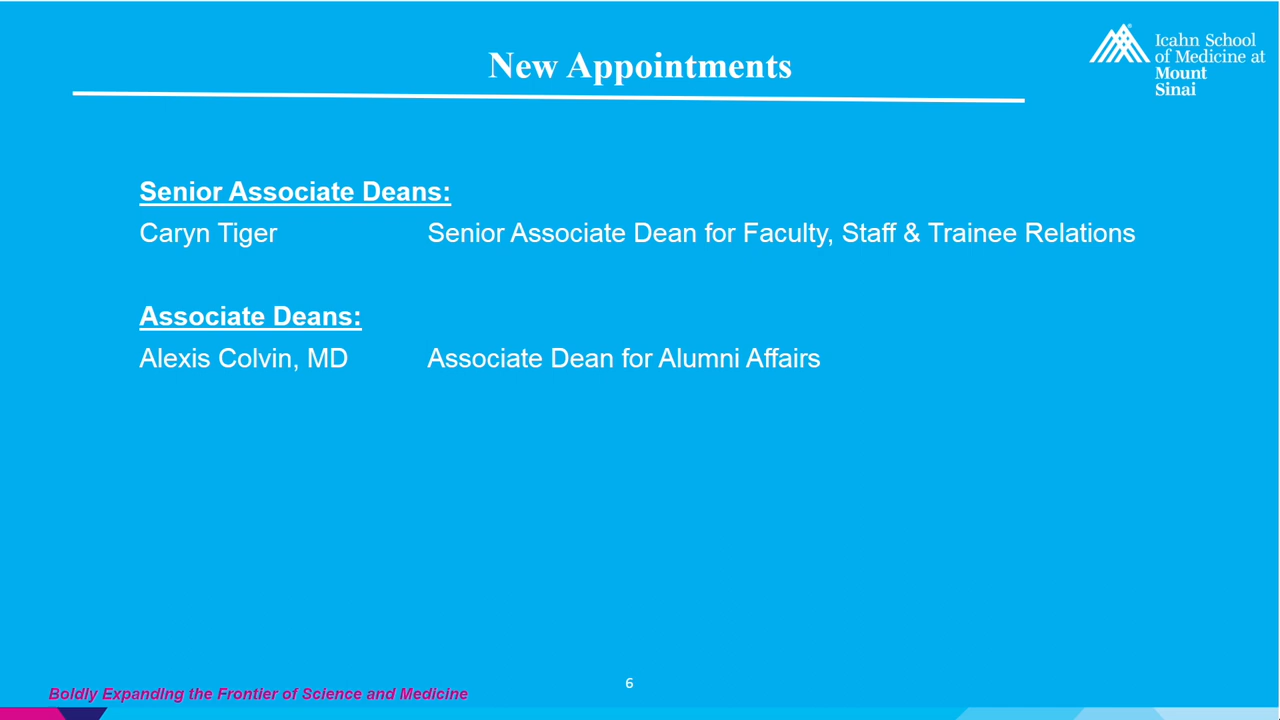 New Appointments
Icahn School
of Medicine at
Mount
Sinai
Senior Associate Deans:
Caryn Tiger Senior Associate Dean for Faculty, Staff & Trainee Relations
Associate Deans:
Alexis Colvin, MD Associate Dean for Alumni Affairs
6
Boldly Expanding the Frontier of Science and Medicine